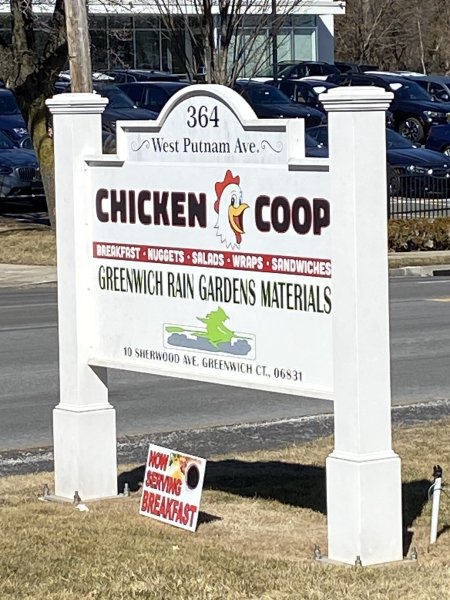 364
West Putnam Ave.
CHICKEN COOP
BREAKFAST · NUGGETS · SALADS · WRAPS · SANDWICHES
GREENWICH RAIN GARDENS MATERIALS
10 SHERWOOD AVE. GREENWICH CT., 06831
NOW
SERVING
BREAKFAST